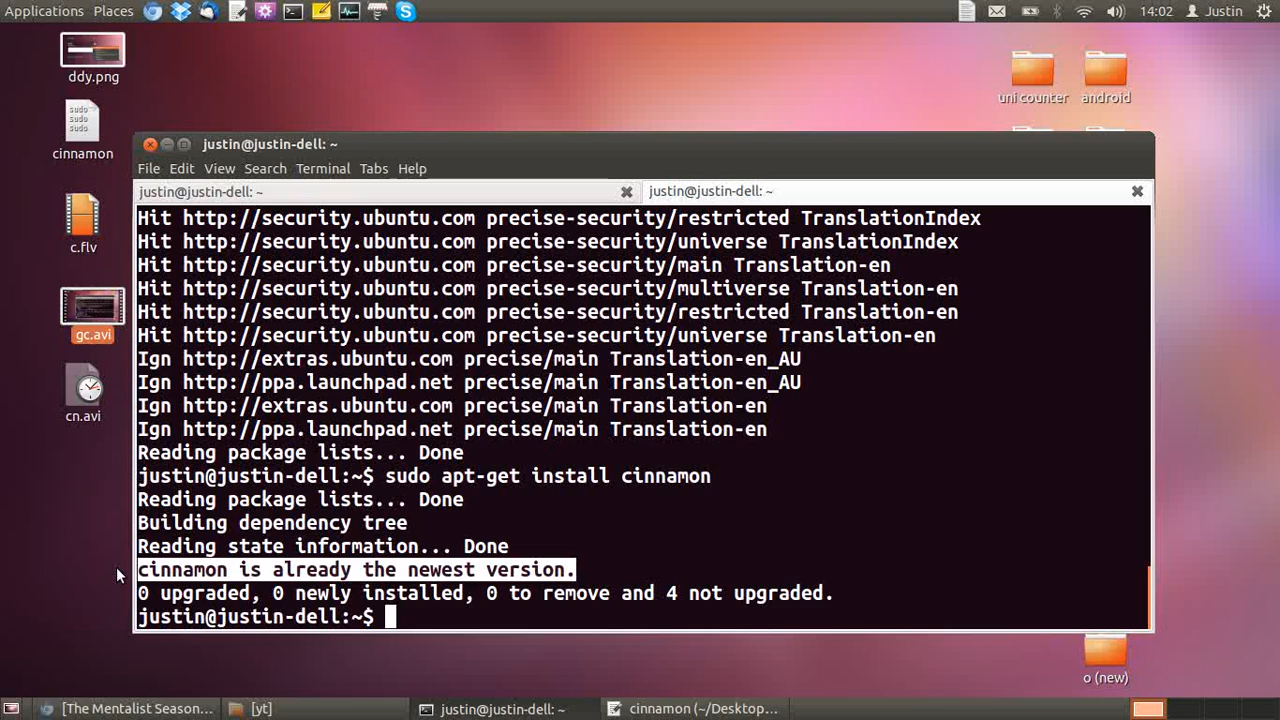 Applications Places 14:02 Justin
ddy.png
sudo
sudo
sudo
cinnamon
c.flv
gc.avi
cn.avi
uni counter android
justin@justin-dell: ~
File Edit View Search Terminal Tabs Help
justin@justin-dell: ~ justin@justin-dell: ~
Hit http://security.ubuntu.com precise-security/restricted TranslationIndex
Hit http://security.ubuntu.com precise-security/universe TranslationIndex
Hit http://security.ubuntu.com precise-security/main Translation-en
Hit http://security.ubuntu.com precise-security/multiverse Translation-en
Hit http://security.ubuntu.com precise-security/restricted Translation-en
Hit http://security.ubuntu.com precise-security/universe Translation-en
Ign http://extras.ubuntu.com precise/main Translation-en_AU
Ign http://ppa.launchpad.net precise/main Translation-en_AU
Ign http://extras.ubuntu.com precise/main Translation-en
Ign http://ppa.launchpad.net precise/main Translation-en
Reading package lists... Done
justin@justin-dell:~$ sudo apt-get install cinnamon
Reading package lists... Done
Building dependency tree
Reading state information... Done
cinnamon is already the newest version.
0 upgraded, 0 newly installed, 0 to remove and 4 not upgraded.
justin@justin-dell:~$
o (new)
[The Mentalist Season... [yt] justin@justin-dell: ~ cinnamon (~/Desktop...